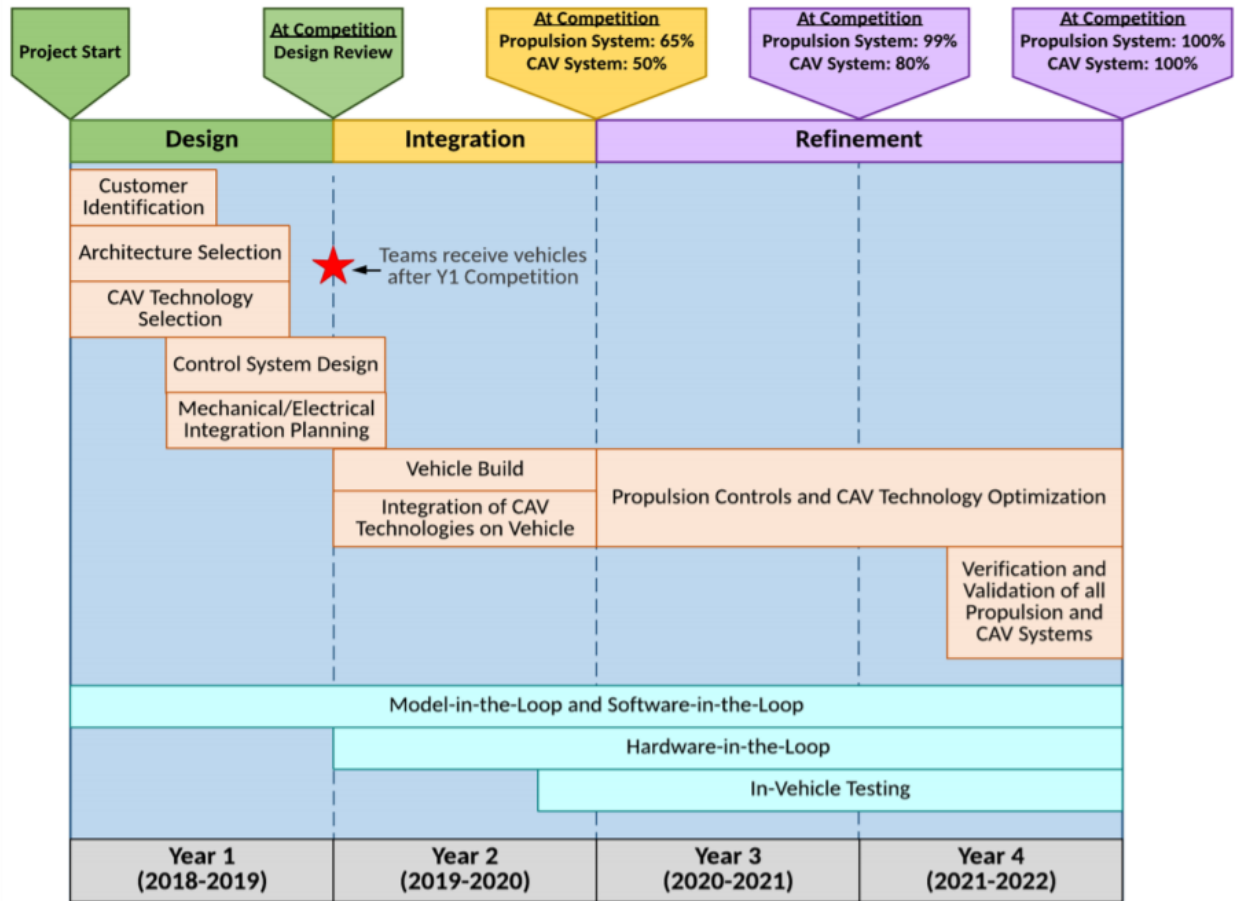 Project Start
At Competition
Design Review
At Competition
Propulsion System: 65%
CAV System: 50%
At Competition
Propulsion System: 99%
CAV System: 80%
At Competition
Propulsion System: 100%
CAV System: 100%
Design
Integration
Refinement
Customer
Identification
Architecture Selection
Teams receive vehicles
after Y1 Competition
CAV Technology
Selection
Control System Design
Mechanical/Electrical
Integration Planning
Vehicle Build
Integration of CAV
Technologies on Vehicle
Propulsion Controls and CAV Technology Optimization
Verification and
Validation of all
Propulsion and
CAV Systems
Model-in-the-Loop and Software-in-the-Loop
Hardware-in-the-Loop
In-Vehicle Testing
Year 1
(2018-2019)
Year 2
(2019-2020)
Year 3
(2020-2021)
Year 4
(2021-2022)